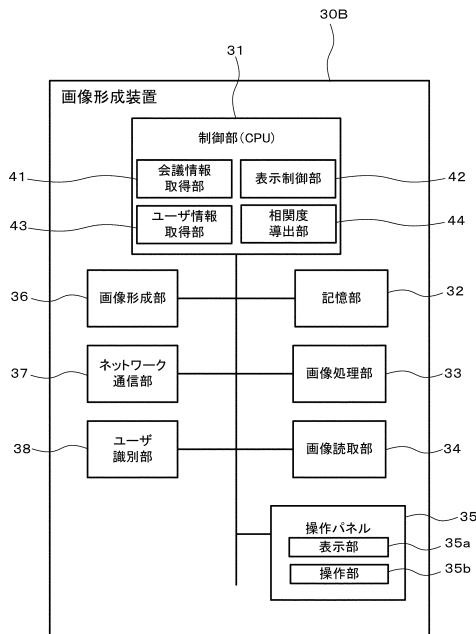 30B
31
画像形成装置
制御部(CPU)
41
会議情報
取得部
表示制御部
42
43
ユーザ情報
取得部
相関度
導出部
44
36
画像形成部
記憶部
32
37
ネットワーク
通信部
画像処理部
33
38
ユーザ
識別部
画像読取部
34
操作パネル
35
表示部
35a
操作部
35b